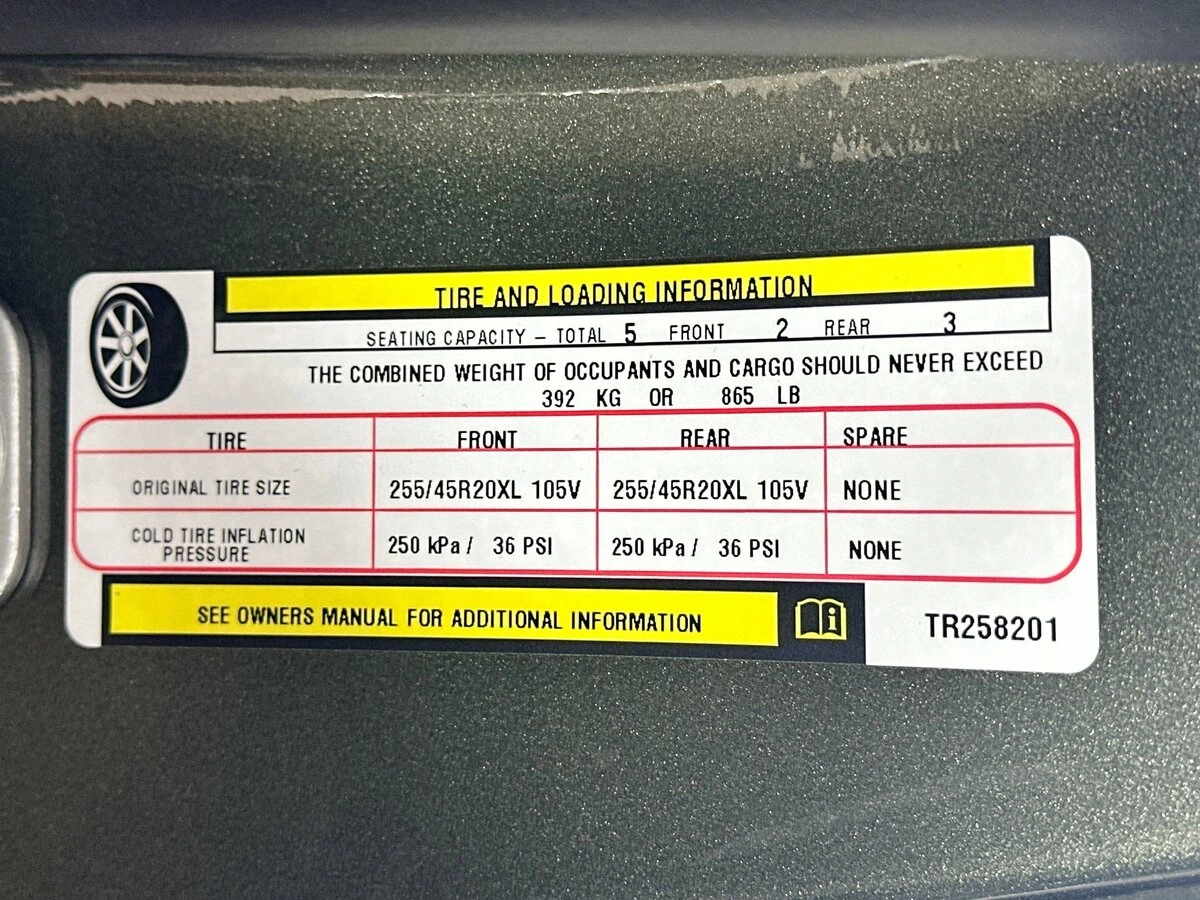 TIRE AND LOADING INFORMATION
SEATING CAPACITY – TOTAL 5 FRONT 2 REAR 3
THE COMBINED WEIGHT OF OCCUPANTS AND CARGO SHOULD NEVER EXCEED
392 KG OR 865 LB
TIRE FRONT REAR SPARE
ORIGINAL TIRE SIZE 255/45R20XL 105V 255/45R20XL 105V NONE
COLD TIRE INFLATION
PRESSURE 250 kPa / 36 PSI 250 kPa / 36 PSI NONE
SEE OWNERS MANUAL FOR ADDITIONAL INFORMATION
TR258201